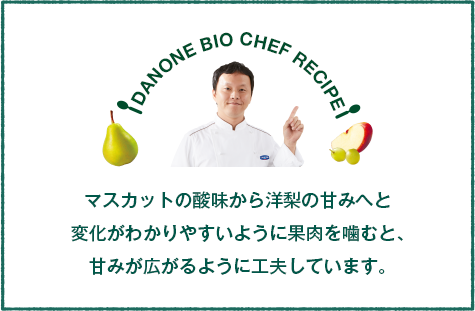 DANONE BIO CHEF RECIPE
マスカットの酸味から洋梨の甘みへと
変化がわかりやすいように果肉を噛むと、
甘みが広がるように工夫しています。